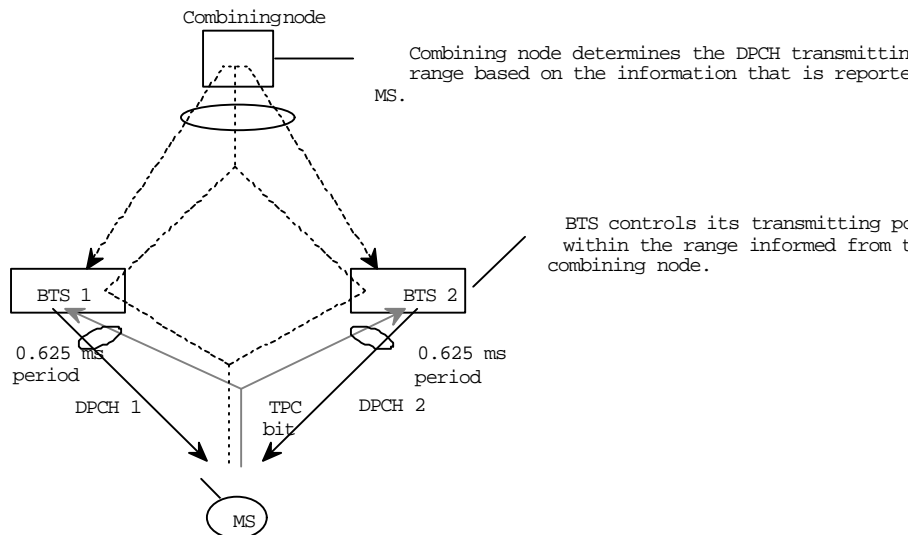 Combiningnode
Combining node determines the DPCH transmittin
range based on the information that is reporte
MS.
BTS controls its transmitting po
within the range informed from t
combining node.
BTS 1
BTS 2
0.625 ms
period
0.625 ms
period
DPCH 1
TPC
bit
DPCH 2
MS